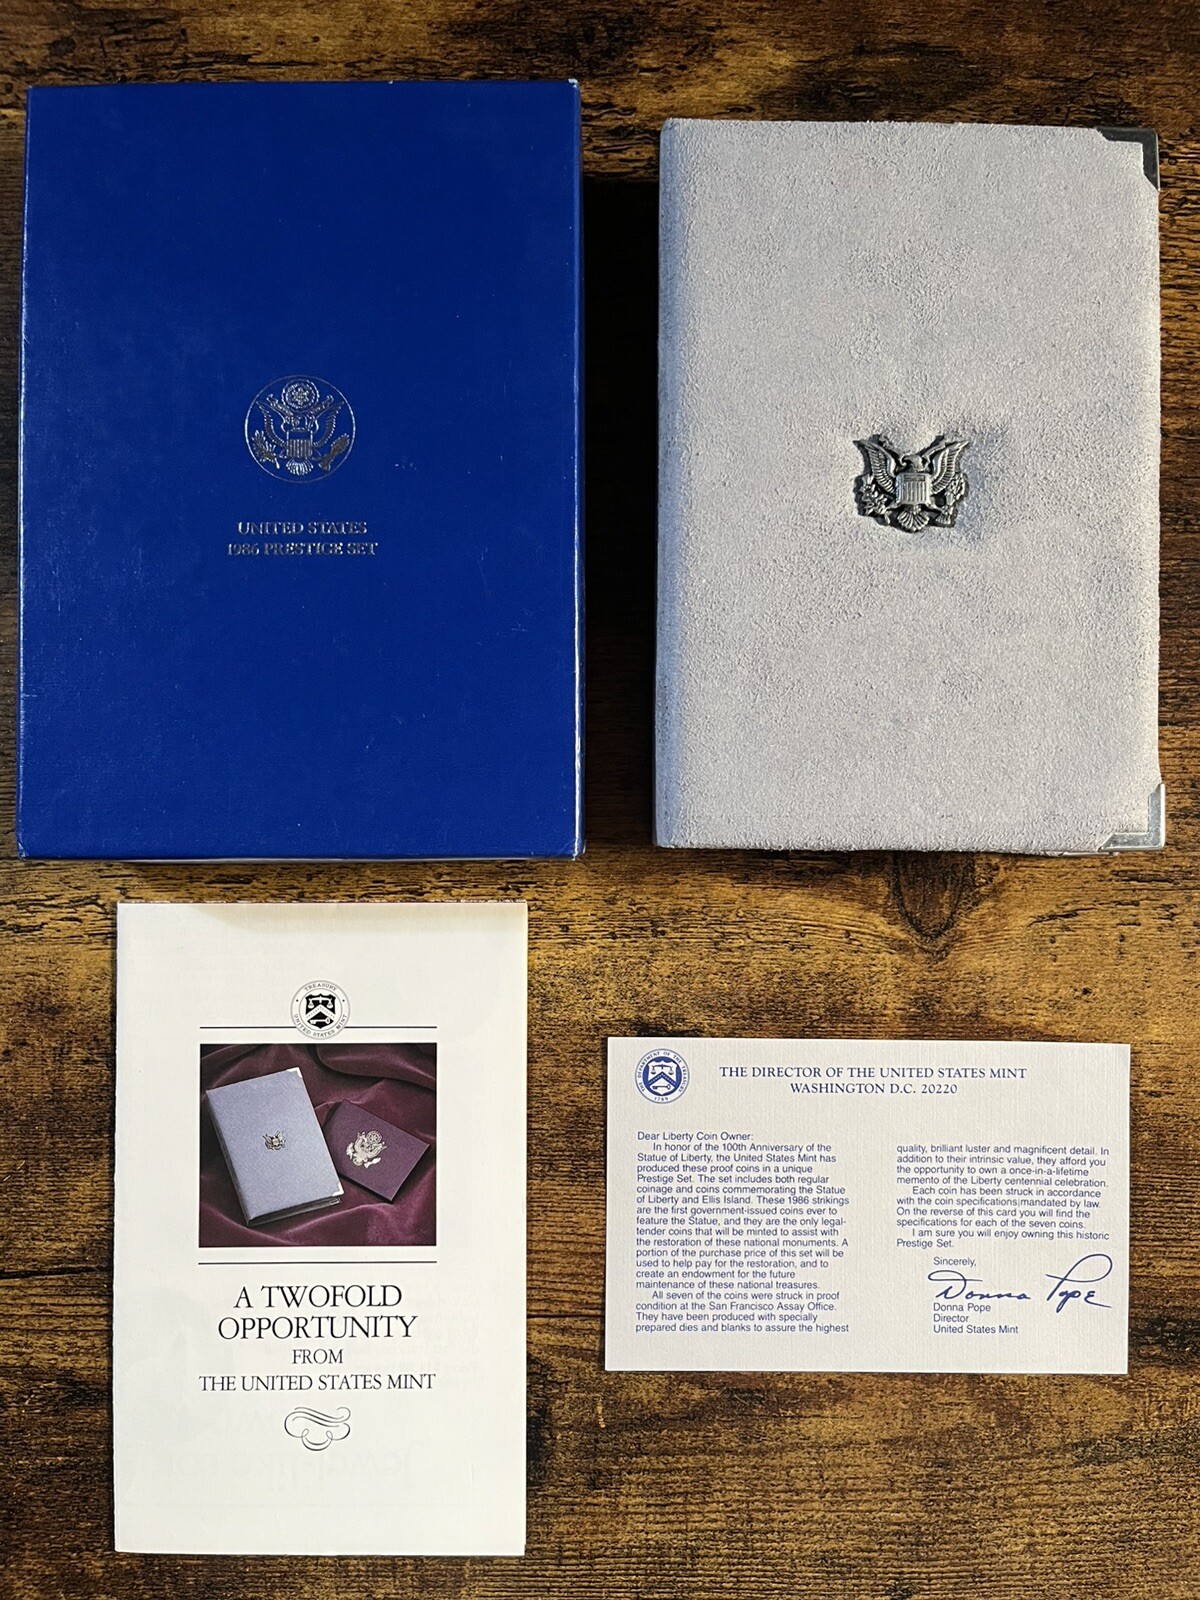 UNITED STATES
1986 PRESTIGE SET
TREASURY
UNITED STATES MINT
A TWOFOLD
OPPORTUNITY
FROM
THE UNITED STATES MINT
THE DEPARTMENT OF THE TREASURY
1789
THE DIRECTOR OF THE UNITED STATES MINT
WASHINGTON D.C. 20220
Dear Liberty Coin Owner:
In honor of the 100th Anniversary of the
Statue of Liberty, the United States Mint has
produced these proof coins in a unique
Prestige Set. The set includes both regular
coinage and coins commemorating the Statue
of Liberty and Ellis Island. These 1986 strikings
are the first government-issued coins ever to
feature the Statue, and they are the only legal-
tender coins that will be minted to assist with
the restoration of these national monuments. A
portion of the purchase price of this set will be
used to help pay for the restoration, and to
create an endowment for the future
maintenance of these national treasures.
All seven of the coins were struck in proof
condition at the San Francisco Assay Office.
They have been produced with specially
prepared dies and blanks to assure the highest
quality, brilliant luster and magnificent detail. In
addition to their intrinsic value, they afford you
the opportunity to own a once-in-a-lifetime
memento of the Liberty centennial celebration.
Each coin has been struck in accordance
with the coin specifications mandated by law.
On the reverse of this card you will find the
specifications for each of the seven coins.
I am sure you will enjoy owning this historic
Prestige Set.
Sincerely,
Donna Pope
Donna Pope
Director
United States Mint